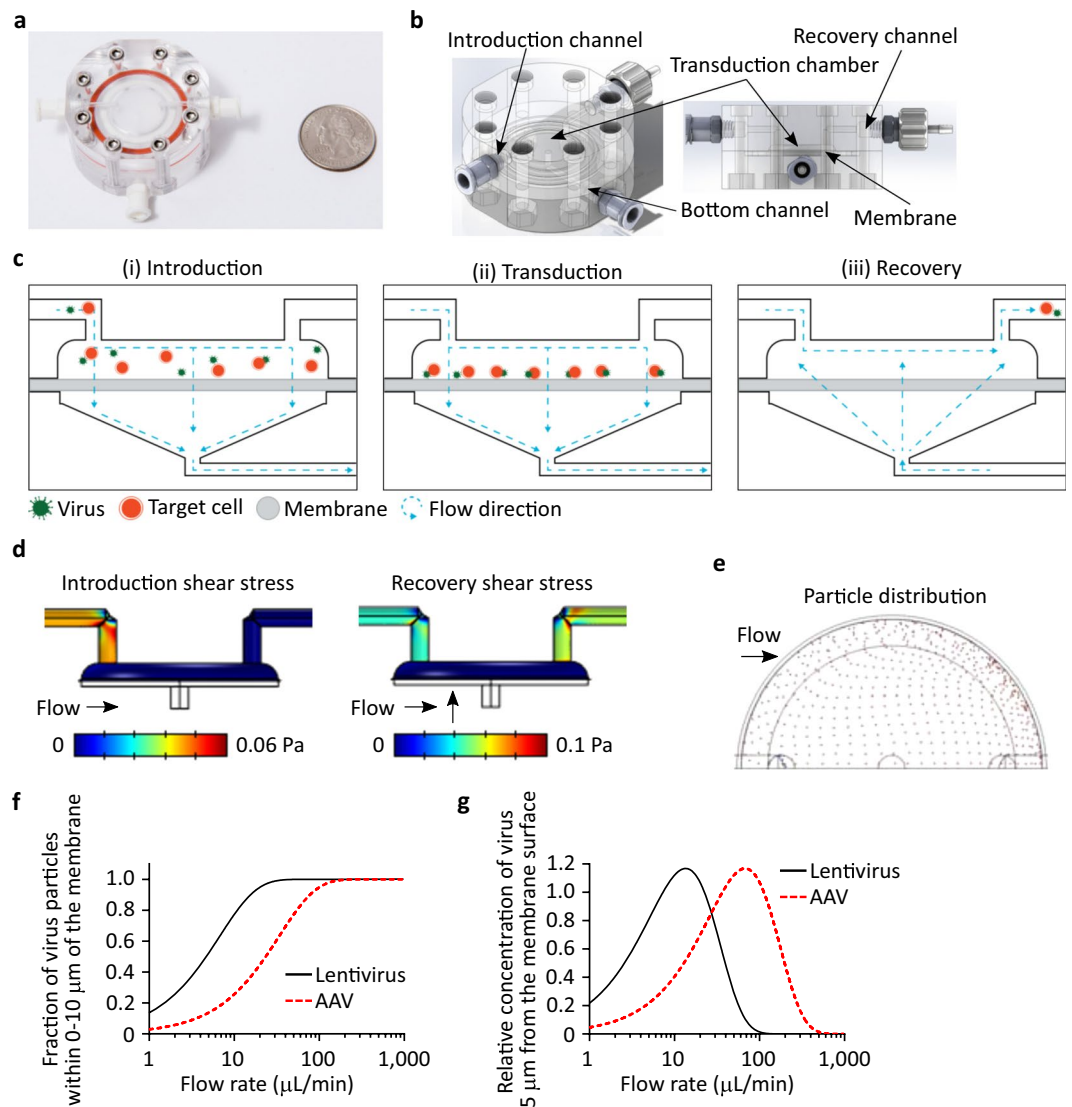 a
b
Introduction channel
Recovery channel
Transduction chamber
Bottom channel
Membrane
c
(i) Introduction
(ii) Transduction
(iii) Recovery
Virus
Target cell
Membrane
Flow direction
d
Introduction shear stress
Recovery shear stress
Flow
Flow
0
0.06 Pa
0
0.1 Pa
e
Particle distribution
Flow
f
Fraction of virus particles
within 0-10 μm of the membrane
1.0
0.8
0.6
0.4
0.2
0
Lentivirus
AAV
1
10
100
1,000
Flow rate (μL/min)
g
Relative concentration of virus
5 μm from the membrane surface
1.2
1.0
0.8
0.6
0.4
0.2
0
Lentivirus
AAV
1
10
100
1,000
Flow rate (μL/min)